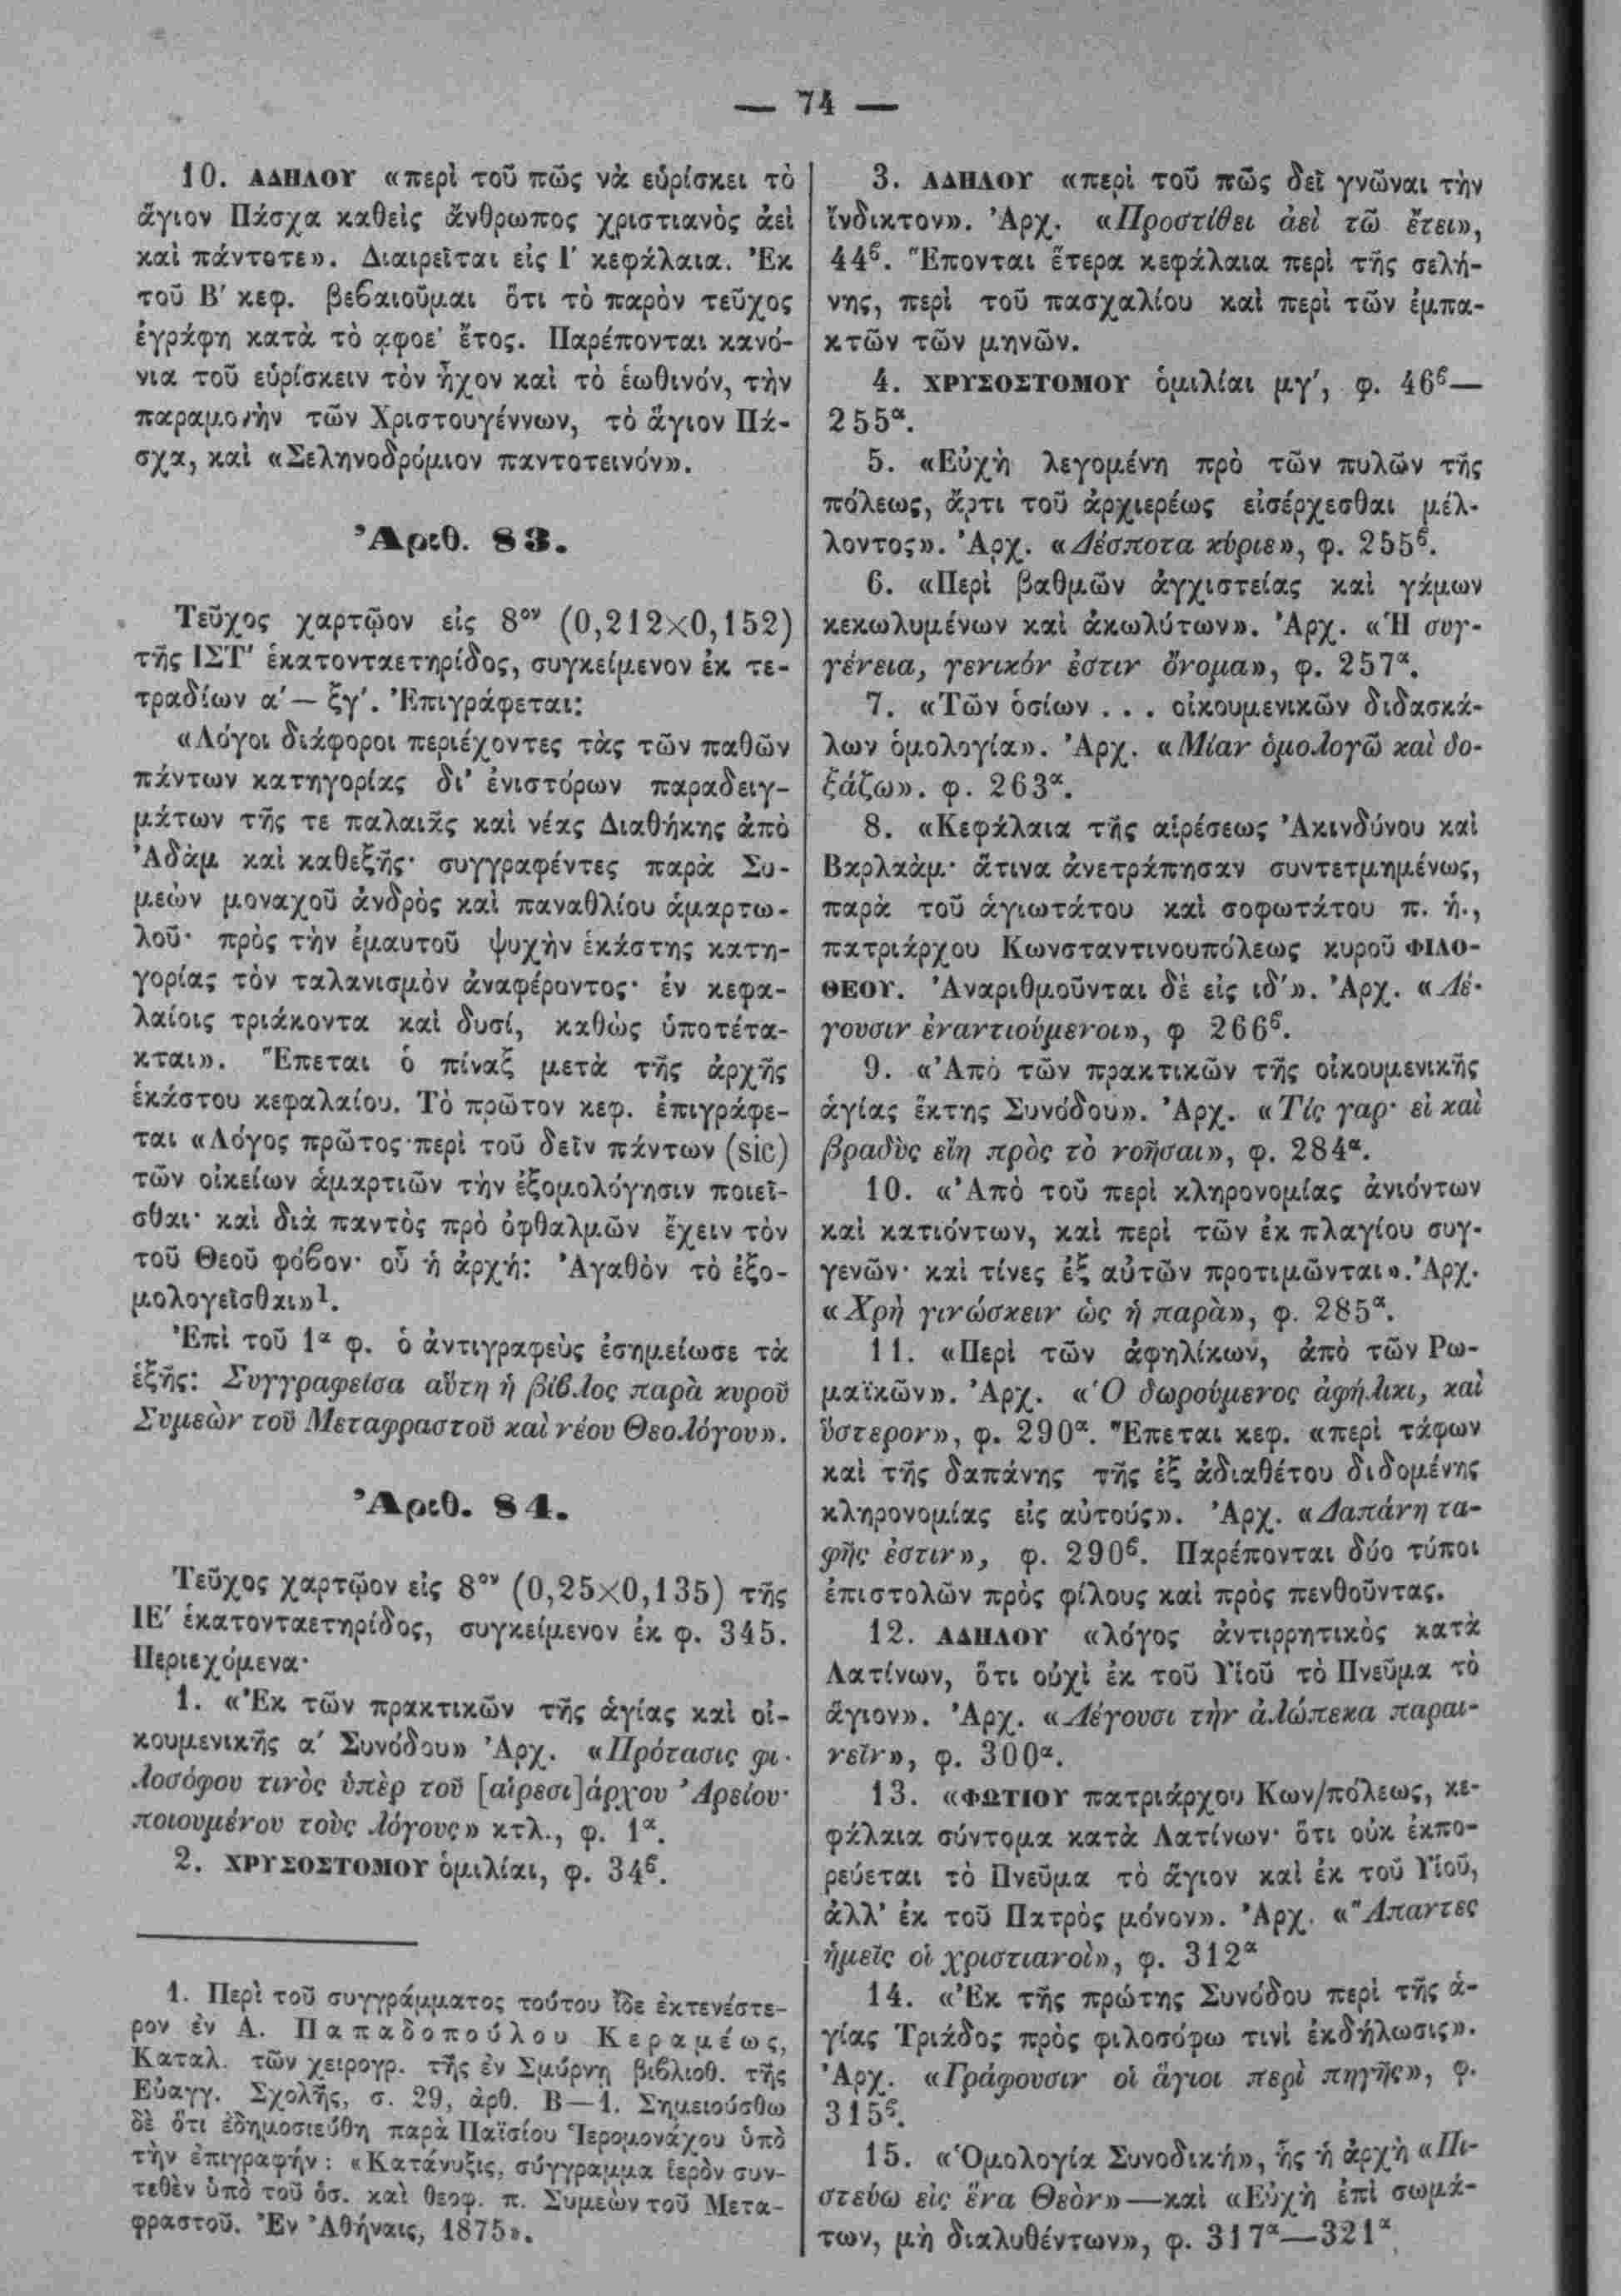 — 74 —
10. ΑΔΗΛΟΥ «περὶ τοῦ πῶς νὰ εὑρίσκει τὸ
ἅγιον Πάσχα καθεὶς ἄνθρωπος χριστιανὸς ἀεὶ
καὶ πάντοτε». Διαιρεῖται εἰς Ι' κεφάλαια. Ἐκ
τοῦ Β' κεφ. βεβαιοῦμαι ὅτι τὸ παρὸν τεῦχος
ἐγράφη κατὰ τὸ ͵αφοε' ἔτος. Παρέπονται κανό-
νια τοῦ εὑρίσκειν τὸν ἦχον καὶ τὸ ἑωθινόν, τὴν
παραμονὴν τῶν Χριστουγέννων, τὸ ἅγιον Πά-
σχα, καὶ «Σεληνοδρόμιον παντοτεινόν».
Ἀριθ. 83.
Τεῦχος χαρτῷον εἰς 8ον (0,212×0,152)
τῆς ΙΣΤ' ἑκατονταετηρίδος, συγκείμενον ἐκ τε-
τραδίων α'— ξγ'. Ἐπιγράφεται:
«Λόγοι διάφοροι περιέχοντες τὰς τῶν παθῶν
πάντων κατηγορίας δι' ἐνιστόρων παραδειγ-
μάτων τῆς τε παλαιᾶς καὶ νέας Διαθήκης ἀπὸ
Ἀδὰμ καὶ καθεξῆς· συγγραφέντες παρὰ Συ-
μεὼν μοναχοῦ ἀνδρὸς καὶ παναθλίου ἁμαρτω-
λοῦ· πρὸς τὴν ἐμαυτοῦ ψυχὴν ἑκάστης κατη-
γορίας τὸν ταλανισμὸν ἀναφέροντος· ἐν κεφα-
λαίοις τριάκοντα καὶ δυσί, καθὼς ὑποτέτα-
κται». Ἕπεται ὁ πίναξ μετὰ τῆς ἀρχῆς
ἑκάστου κεφαλαίου. Τὸ πρῶτον κεφ. ἐπιγράφε-
ται «Λόγος πρῶτος· περὶ τοῦ δεῖν πάντων (sic)
τῶν οἰκείων ἁμαρτιῶν τὴν ἐξομολόγησιν ποιεῖ-
σθαι· καὶ διὰ παντὸς πρὸ ὀφθαλμῶν ἔχειν τὸν
τοῦ Θεοῦ φόβον· οὗ ἡ ἀρχή: Ἀγαθὸν τὸ ἐξο-
μολογεῖσθαι»1.
Ἐπὶ τοῦ 1α φ. ὁ ἀντιγραφεὺς ἐσημείωσε τὰ
ἑξῆς: Συγγραφεῖσα αὕτη ἡ βίβλος παρὰ κυροῦ
Συμεὼν τοῦ Μεταφραστοῦ καὶ νέου Θεολόγου».
Ἀριθ. 84.
Τεῦχος χαρτῷον εἰς 8ον (0,25×0,135) τῆς
ΙΕ' ἑκατονταετηρίδος, συγκείμενον ἐκ φ. 345.
Περιεχόμενα·
1. «Ἐκ τῶν πρακτικῶν τῆς ἁγίας καὶ οἰ-
κουμενικῆς α' Συνόδου» Ἀρχ. «Πρότασις φι-
λοσόφου τινὸς ὑπὲρ τοῦ [αἱρεσι]άρχου Ἀρείου·
ποιουμένου τοὺς λόγους» κτλ., φ. 1α.
2. ΧΡΥΣΟΣΤΟΜΟΥ ὁμιλίαι, φ. 34β.
1. Περὶ τοῦ συγγράμματος τούτου ἴδε ἐκτενέστε-
ρον ἐν Α. Παπαδοπούλου Κεραμέως,
Καταλ. τῶν χειρογρ. τῆς ἐν Σμύρνῃ βιβλιοθ. τῆς
Εὐαγγ. Σχολῆς, σ. 29, ἀρθ. Β—1. Σημειούσθω
δὲ ὅτι ἐδημοσιεύθη παρὰ Παϊσίου Ἱερομονάχου ὑπὸ
τὴν ἐπιγραφήν: «Κατάνυξις, σύγγραμμα ἱερὸν συν-
τεθὲν ὑπὸ τοῦ ὁσ. καὶ θεοφ. π. Συμεὼν τοῦ Μετα-
φραστοῦ. Ἐν Ἀθήναις, 1875».
3. ΑΔΗΛΟΥ «περὶ τοῦ πῶς δεῖ γνῶναι τὴν
ἴνδικτον». Ἀρχ. «Προστίθει ἀεὶ τῶ ἔτει»,
44β. Ἕπονται ἕτερα κεφάλαια περὶ τῆς σελή-
νης, περὶ τοῦ πασχαλίου καὶ περὶ τῶν ἐμπα-
κτῶν τῶν μηνῶν.
4. ΧΡΥΣΟΣΤΟΜΟΥ ὁμιλίαι μγ', φ. 46β—
255α.
5. «Εὐχὴ λεγομένη πρὸ τῶν πυλῶν τῆς
πόλεως, ἄρτι τοῦ ἀρχιερέως εἰσέρχεσθαι μέλ-
λοντος». Ἀρχ. «Δέσποτα κύριε», φ. 255β.
6. «Περὶ βαθμῶν ἀγχιστείας καὶ γάμων
κεκωλυμένων καὶ ἀκωλύτων». Ἀρχ. «Ἡ συγ-
γένεια, γενικόν ἐστιν ὄνομα», φ. 257α.
7. «Τῶν ὁσίων . . . οἰκουμενικῶν διδασκά-
λων ὁμολογία». Ἀρχ. «Μίαν ὁμολογῶ καὶ δο-
ξάζω». φ. 263α.
8. «Κεφάλαια τῆς αἱρέσεως Ἀκινδύνου καὶ
Βαρλαὰμ· ἅτινα ἀνετράπησαν συντετμημένως,
παρὰ τοῦ ἁγιωτάτου καὶ σοφωτάτου π. ἡ.,
πατριάρχου Κωνσταντινουπόλεως κυροῦ ΦΙΛΟ-
ΘΕΟΥ. Ἀναριθμοῦνται δὲ εἰς ιδ'». Ἀρχ. «Λέ-
γουσιν ἐναντιούμενοι», φ 266β.
9. «Ἀπὸ τῶν πρακτικῶν τῆς οἰκουμενικῆς
ἁγίας ἕκτης Συνόδου». Ἀρχ. «Τίς γαρ· εἰ καὶ
βραδὺς εἴη πρὸς τὸ νοῆσαι», φ. 284α.
10. «Ἀπὸ τοῦ περὶ κληρονομίας ἀνιόντων
καὶ κατιόντων, καὶ περὶ τῶν ἐκ πλαγίου συγ-
γενῶν· καὶ τίνες ἐξ αὐτῶν προτιμῶνται». Ἀρχ.
«Χρὴ γινώσκειν ὡς ἡ παρὰ», φ. 285α.
11. «Περὶ τῶν ἀφηλίκων, ἀπὸ τῶν Ρω-
μαϊκῶν». Ἀρχ. «Ὁ δωρούμενος ἀφήλικι, καὶ
ὕστερον», φ. 290α. Ἕπεται κεφ. «περὶ τάφων
καὶ τῆς δαπάνης τῆς ἐξ ἀδιαθέτου διδομένης
κληρονομίας εἰς αὐτούς». Ἀρχ. «Δαπάνη τα-
φῆς ἐστιν», φ. 290β. Παρέπονται δύο τύποι
ἐπιστολῶν πρὸς φίλους καὶ πρὸς πενθοῦντας.
12. ΑΔΗΛΟΥ «λόγος ἀντιρρητικὸς κατὰ
Λατίνων, ὅτι οὐχὶ ἐκ τοῦ Υἱοῦ τὸ Πνεῦμα τὸ
ἅγιον». Ἀρχ. «Λέγουσι τὴν ἀλώπεκα παραι-
νεῖν», φ. 300α.
13. «ΦΩΤΙΟΥ πατριάρχου Κων/πόλεως, κε-
φάλαια σύντομα κατὰ Λατίνων· ὅτι οὐκ ἐκπο-
ρεύεται τὸ Πνεῦμα τὸ ἅγιον καὶ ἐκ τοῦ Υἱοῦ,
ἀλλ' ἐκ τοῦ Πατρὸς μόνον». Ἀρχ. «Ἅπαντες
ἡμεῖς οἱ χριστιανοὶ», φ. 312α
14. «Ἐκ τῆς πρώτης Συνόδου περὶ τῆς ἁ-
γίας Τριάδος πρὸς φιλοσόφω τινὶ ἐκδήλωσις».
Ἀρχ. «Γράφουσιν οἱ ἅγιοι περὶ πηγῆς», φ.
315β.
15. «Ὁμολογία Συνοδική», ἧς ἡ ἀρχὴ «Πι-
στεύω εἰς ἕνα Θεὸν»—καὶ «Εὐχὴ ἐπὶ σωμά-
των, μὴ διαλυθέντων», φ. 317α—321α